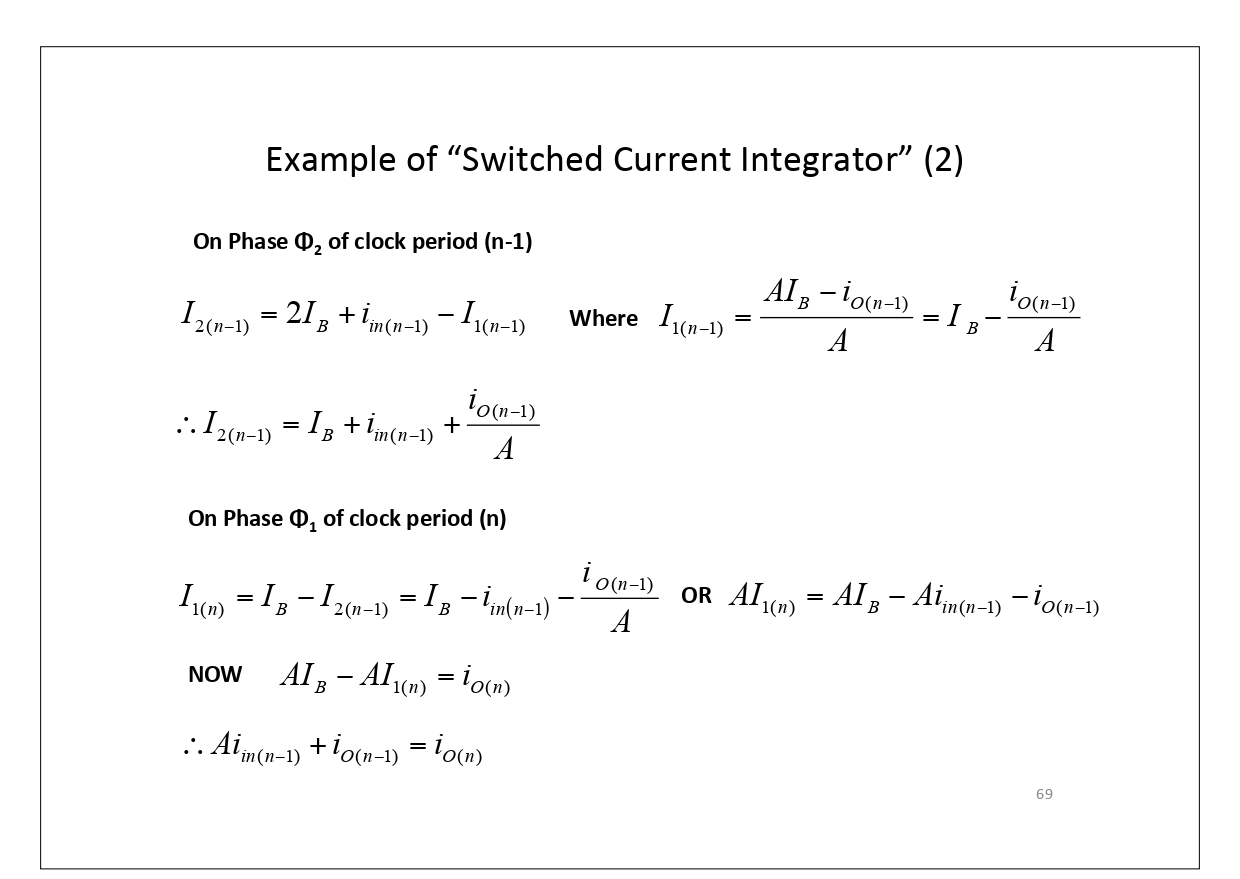 Example of “Switched Current Integrator” (2)
On Phase Φ₂ of clock period (n-1)
I_{2(n−1)} = 2I_B + i_{in(n−1)} − I_{1(n−1)} Where I_{1(n−1)} = \frac{AI_B − i_{O(n−1)}}{A} = I_B − \frac{i_{O(n−1)}}{A}
∴ I_{2(n−1)} = I_B + i_{in(n−1)} + \frac{i_{O(n−1)}}{A}
On Phase Φ₁ of clock period (n)
I_{1(n)} = I_B − I_{2(n−1)} = I_B − i_{in(n−1)} − \frac{i_{O(n−1)}}{A} OR AI_{1(n)} = AI_B − Ai_{in(n−1)} − i_{O(n−1)}
NOW AI_B − AI_{1(n)} = i_{O(n)}
∴ Ai_{in(n−1)} + i_{O(n−1)} = i_{O(n)}
69